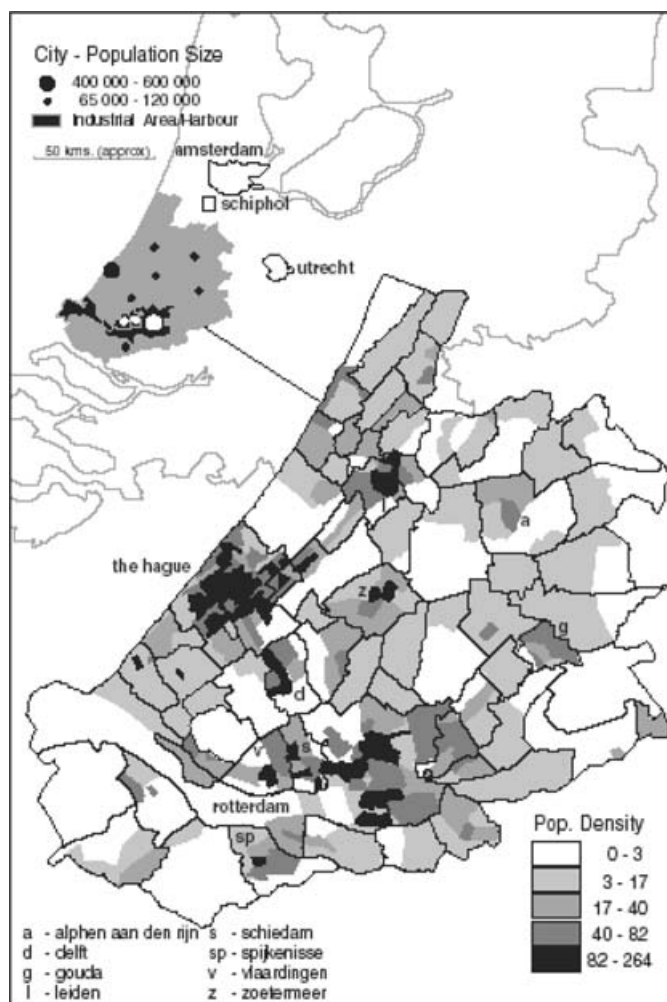 City - Population Size
400 000 - 600 000
65 000 - 120 000
Industrial Area/Harbour
50 kms. (approx)
amsterdam
schiphol
utrecht
a
the hague
z
g
d
v
s
rotterdam
sp
Pop. Density
0 - 3
3 - 17
17 - 40
40 - 82
82 - 264
a - alphen aan den rijn
d - delft
g - gouda
l - leiden
s - schiedam
sp - spijkenisse
v - vlaardingen
z - zoetermeer